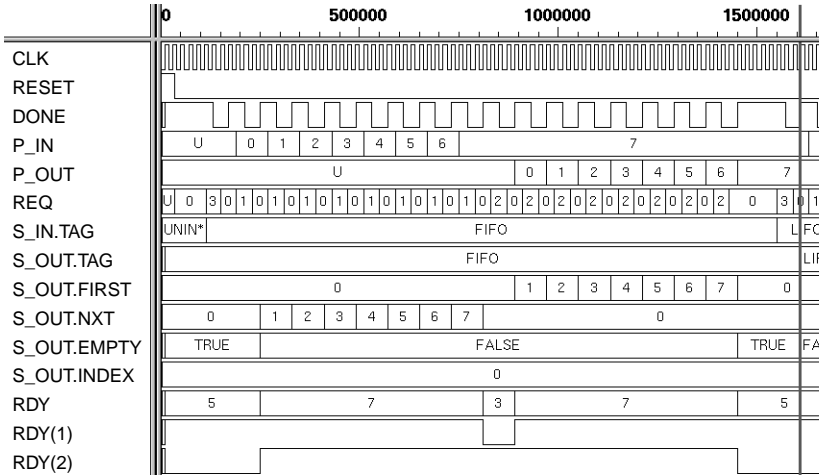 0 500000 1000000 1500000
CLK
RESET
DONE
P_IN U 0 1 2 3 4 5 6 7
P_OUT U 0 1 2 3 4 5 6 7
REQ U 0 3 0 1 0 1 0 1 0 1 0 1 0 1 0 1 0 1 0 2 0 2 0 2 0 2 0 2 0 2 0 2 0 2 0 3 0 1
S_IN.TAG UNIN* FIFO LIFO
S_OUT.TAG FIFO LIF
S_OUT.FIRST 0 1 2 3 4 5 6 7 0
S_OUT.NXT 0 1 2 3 4 5 6 7 0
S_OUT.EMPTY TRUE FALSE TRUE FA
S_OUT.INDEX 0
RDY 5 7 3 7 5
RDY(1)
RDY(2)